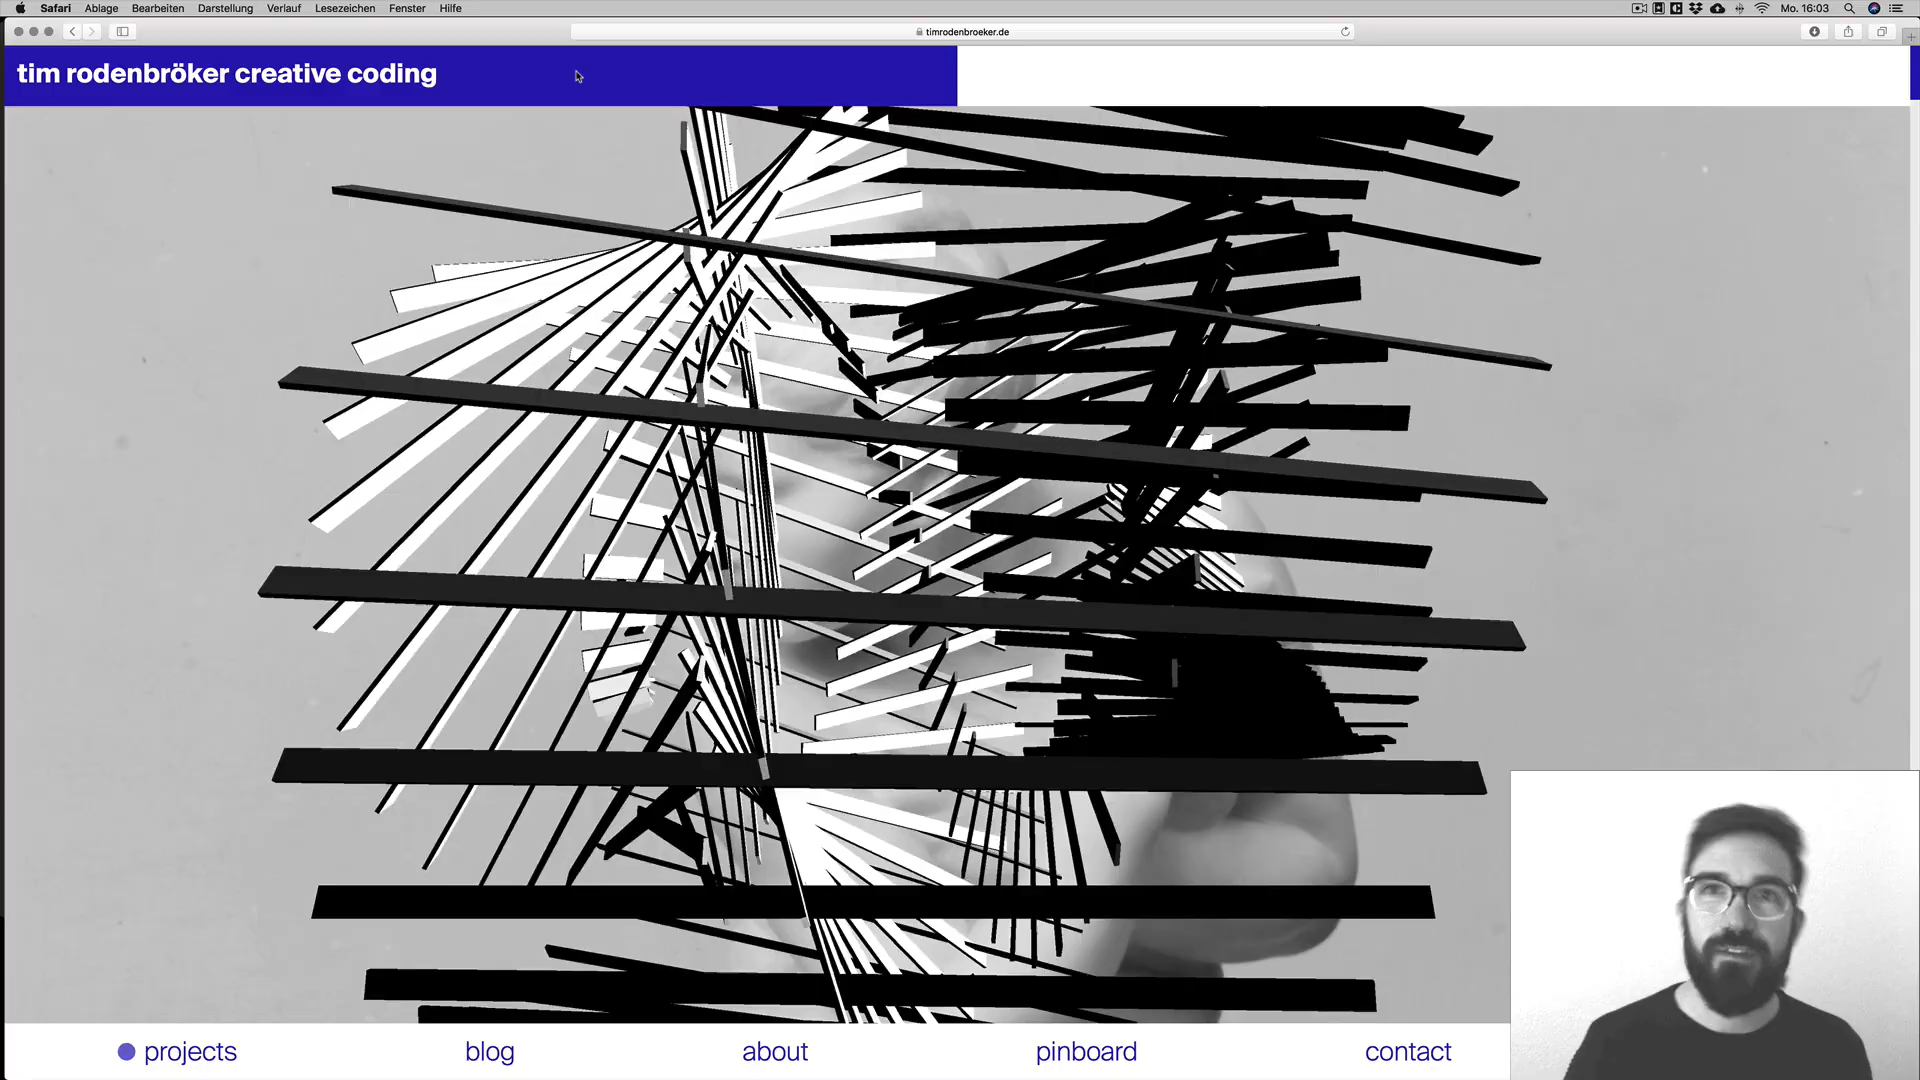 Safari Ablage Bearbeiten Darstellung Verlauf Lesezeichen Fenster Hilfe Mo. 16:03
timrodenbroeker.de
tim rodenbröker creative coding
projects blog about pinboard contact